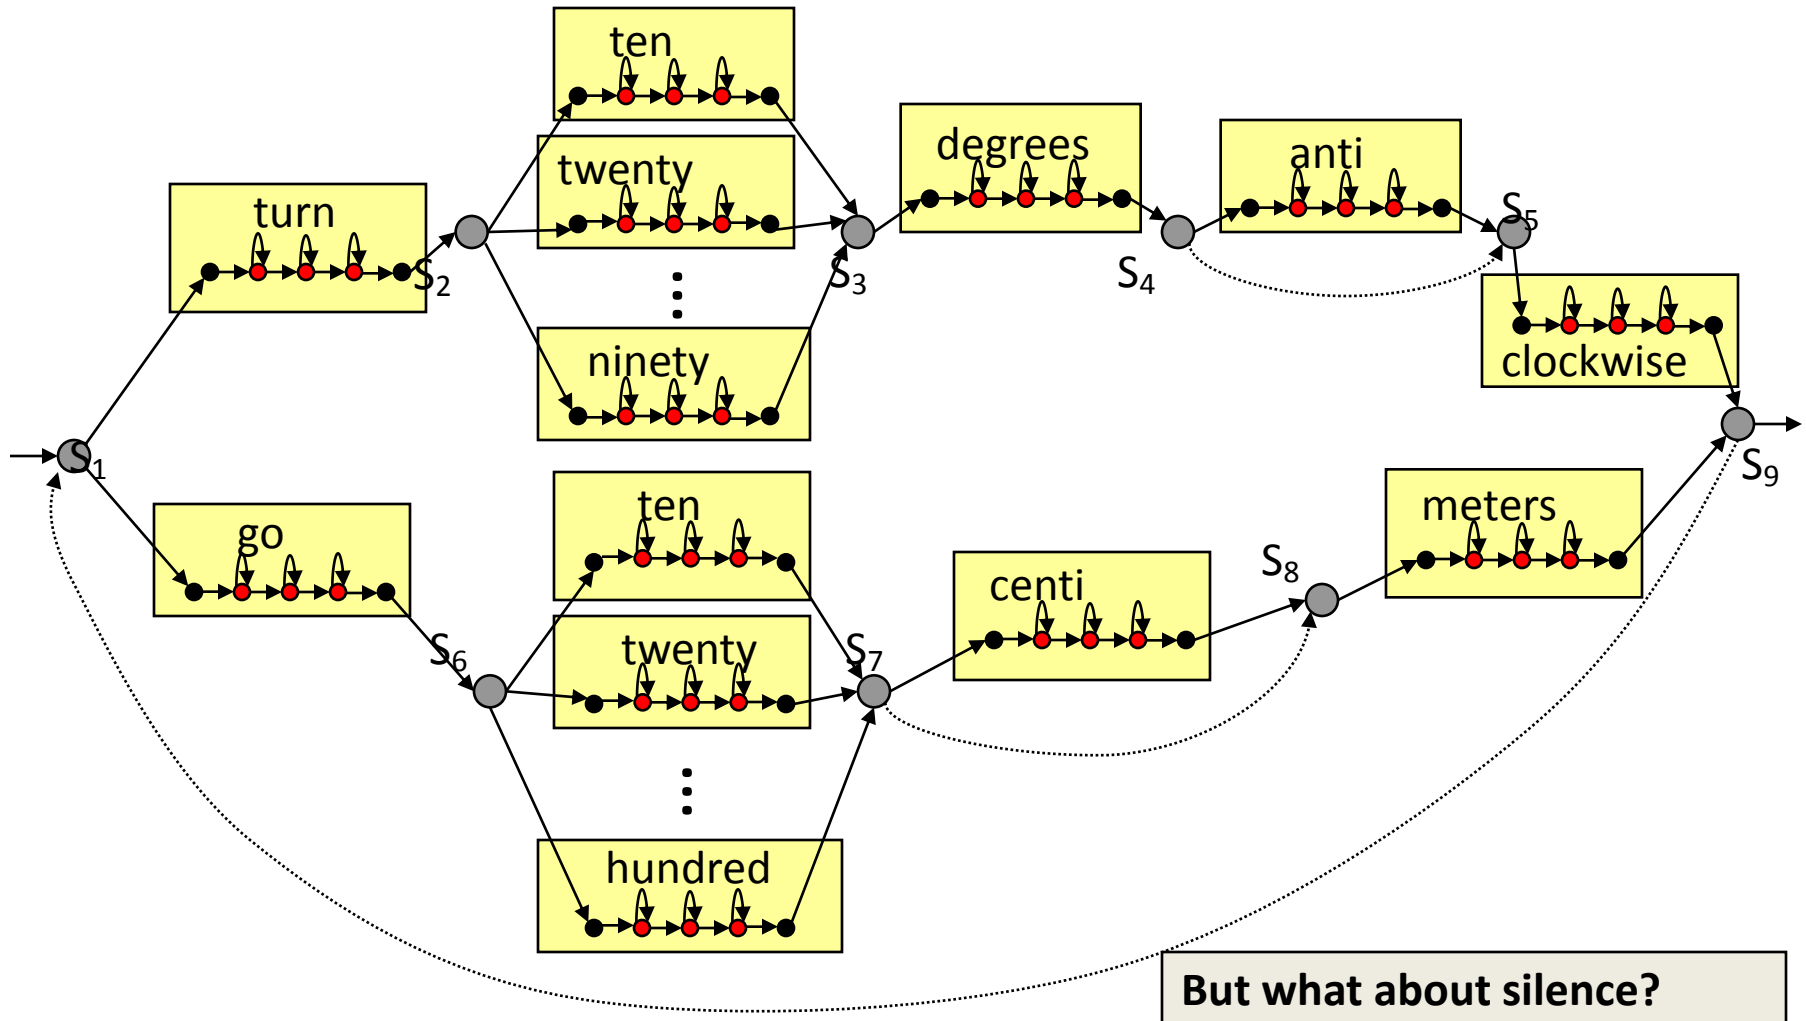 ten
twenty
⋮
ninety
turn
S₂
S₃
degrees
S₄
anti
S₅
clockwise
S₁
S₉
go
S₆
ten
twenty
⋮
hundred
S₇
centi
S₈
meters
But what about silence?